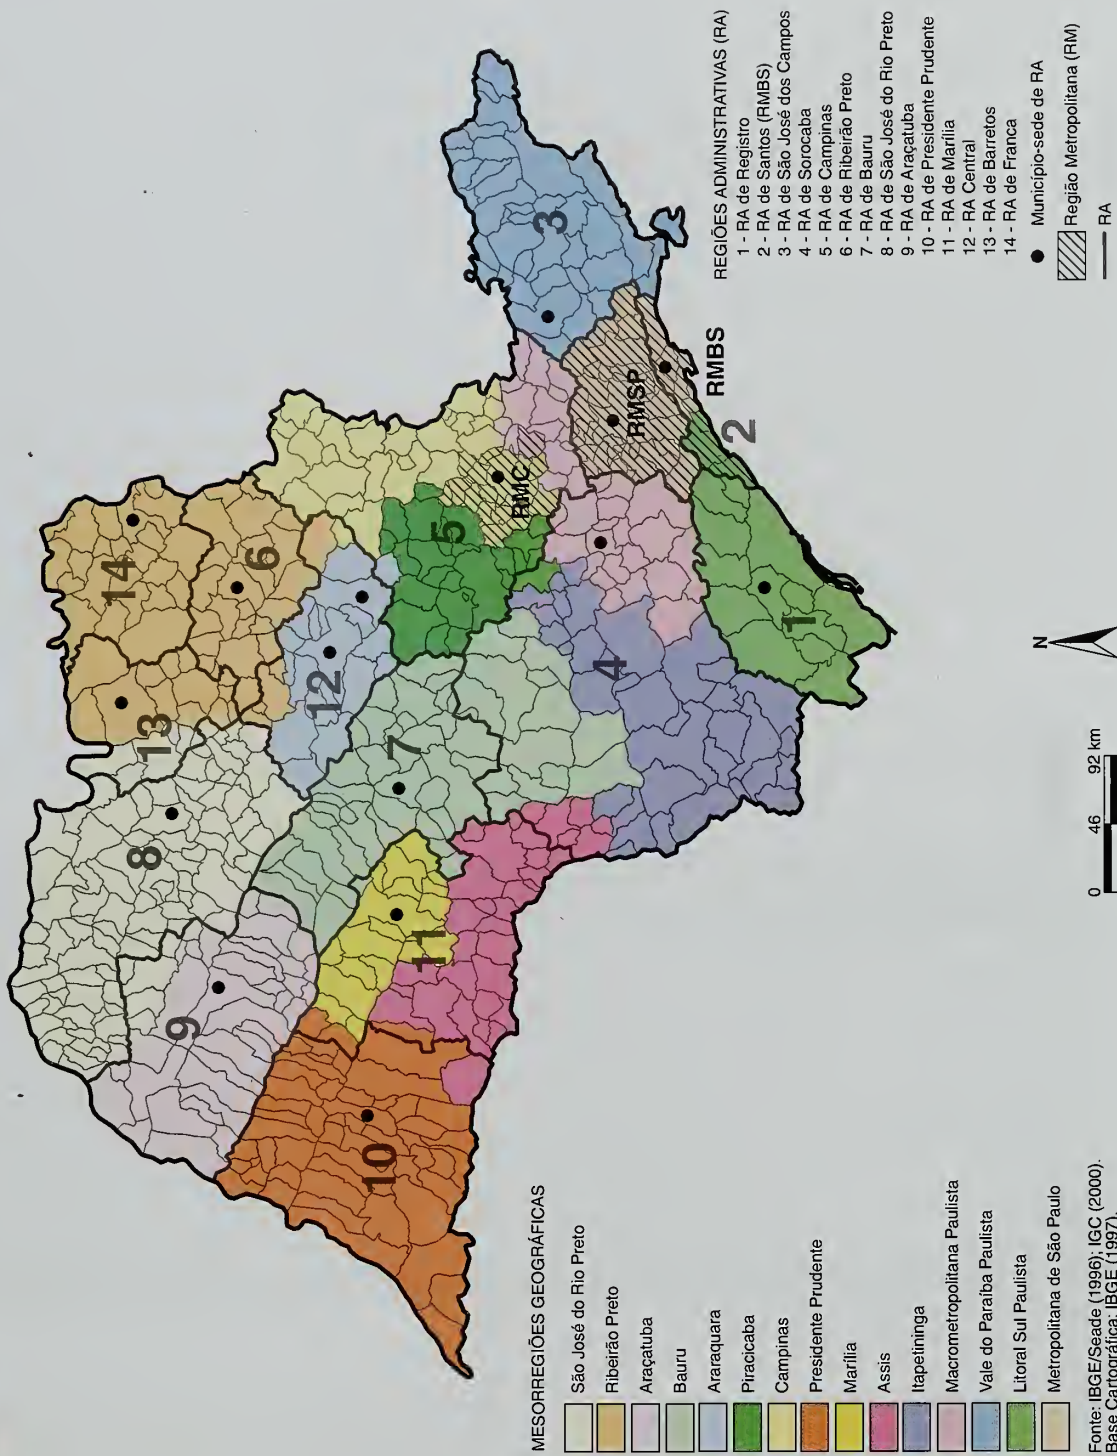 MESORREGIÕES GEOGRÁFICAS
São José do Rio Preto
Ribeirão Preto
Araçatuba
Bauru
Araraquara
Piracicaba
Campinas
Presidente Prudente
Marília
Assis
Itapetininga
Macrometropolitana Paulista
Vale do Paraíba Paulista
Litoral Sul Paulista
Metropolitana de São Paulo
Fonte: IBGE/Seade (1996); IGC (2000).
Base Cartográfica: IBGE (1997).
8
13
14
9
6
12
10
11
7
5
RMC
3
4
RMSP
RMBS
2
1
0 46 92 km
N
REGIÕES ADMINISTRATIVAS (RA)
1 - RA de Registro
2 - RA de Santos (RMBS)
3 - RA de São José dos Campos
4 - RA de Sorocaba
5 - RA de Campinas
6 - RA de Ribeirão Preto
7 - RA de Bauru
8 - RA de São José do Rio Preto
9 - RA de Araçatuba
10 - RA de Presidente Prudente
11 - RA de Marília
12 - RA Central
13 - RA de Barretos
14 - RA de Franca
Município-sede de RA
Região Metropolitana (RM)
RA